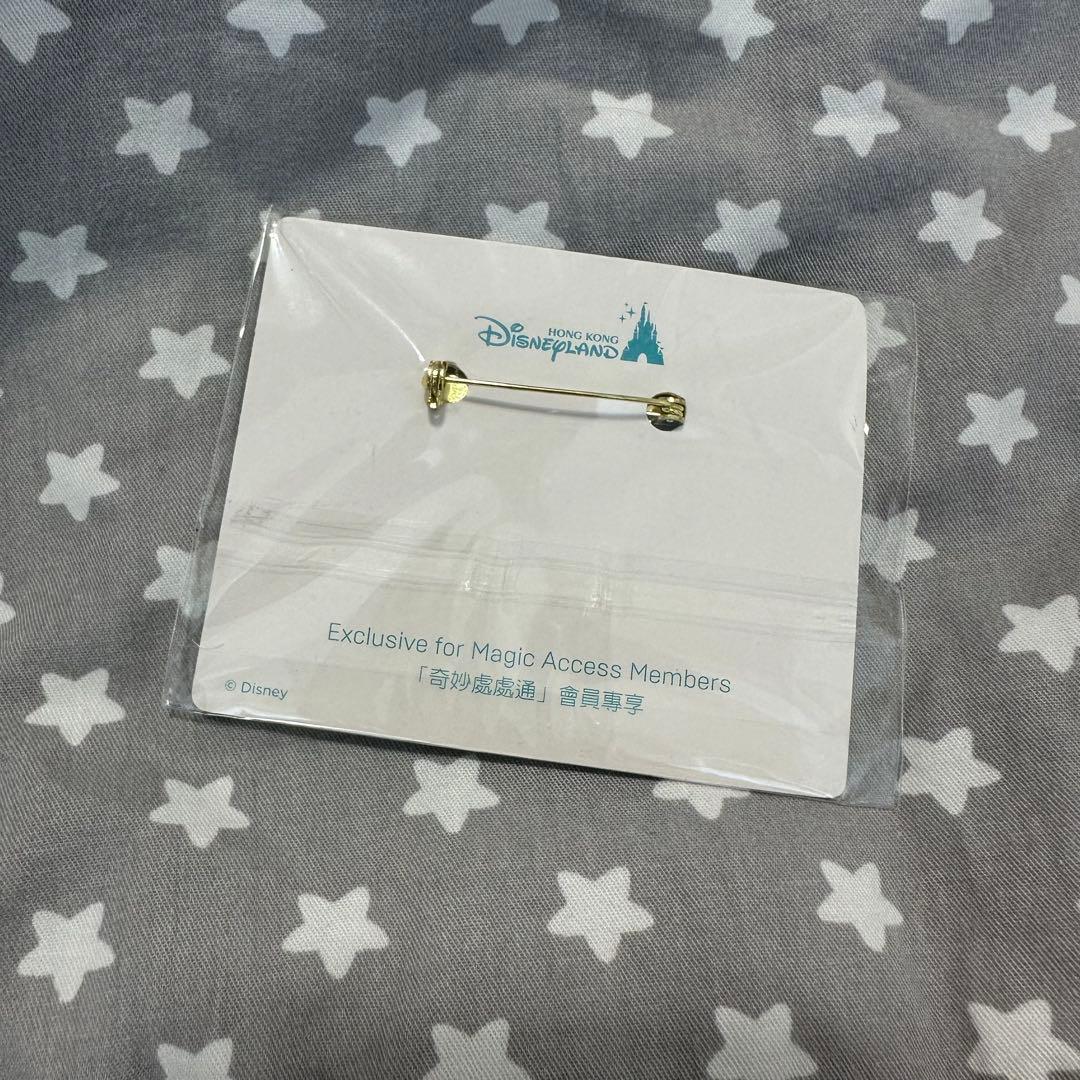 HONG KONG
DISNEYLAND
Exclusive for Magic Access Members
「奇妙處處通」會員專享
© Disney